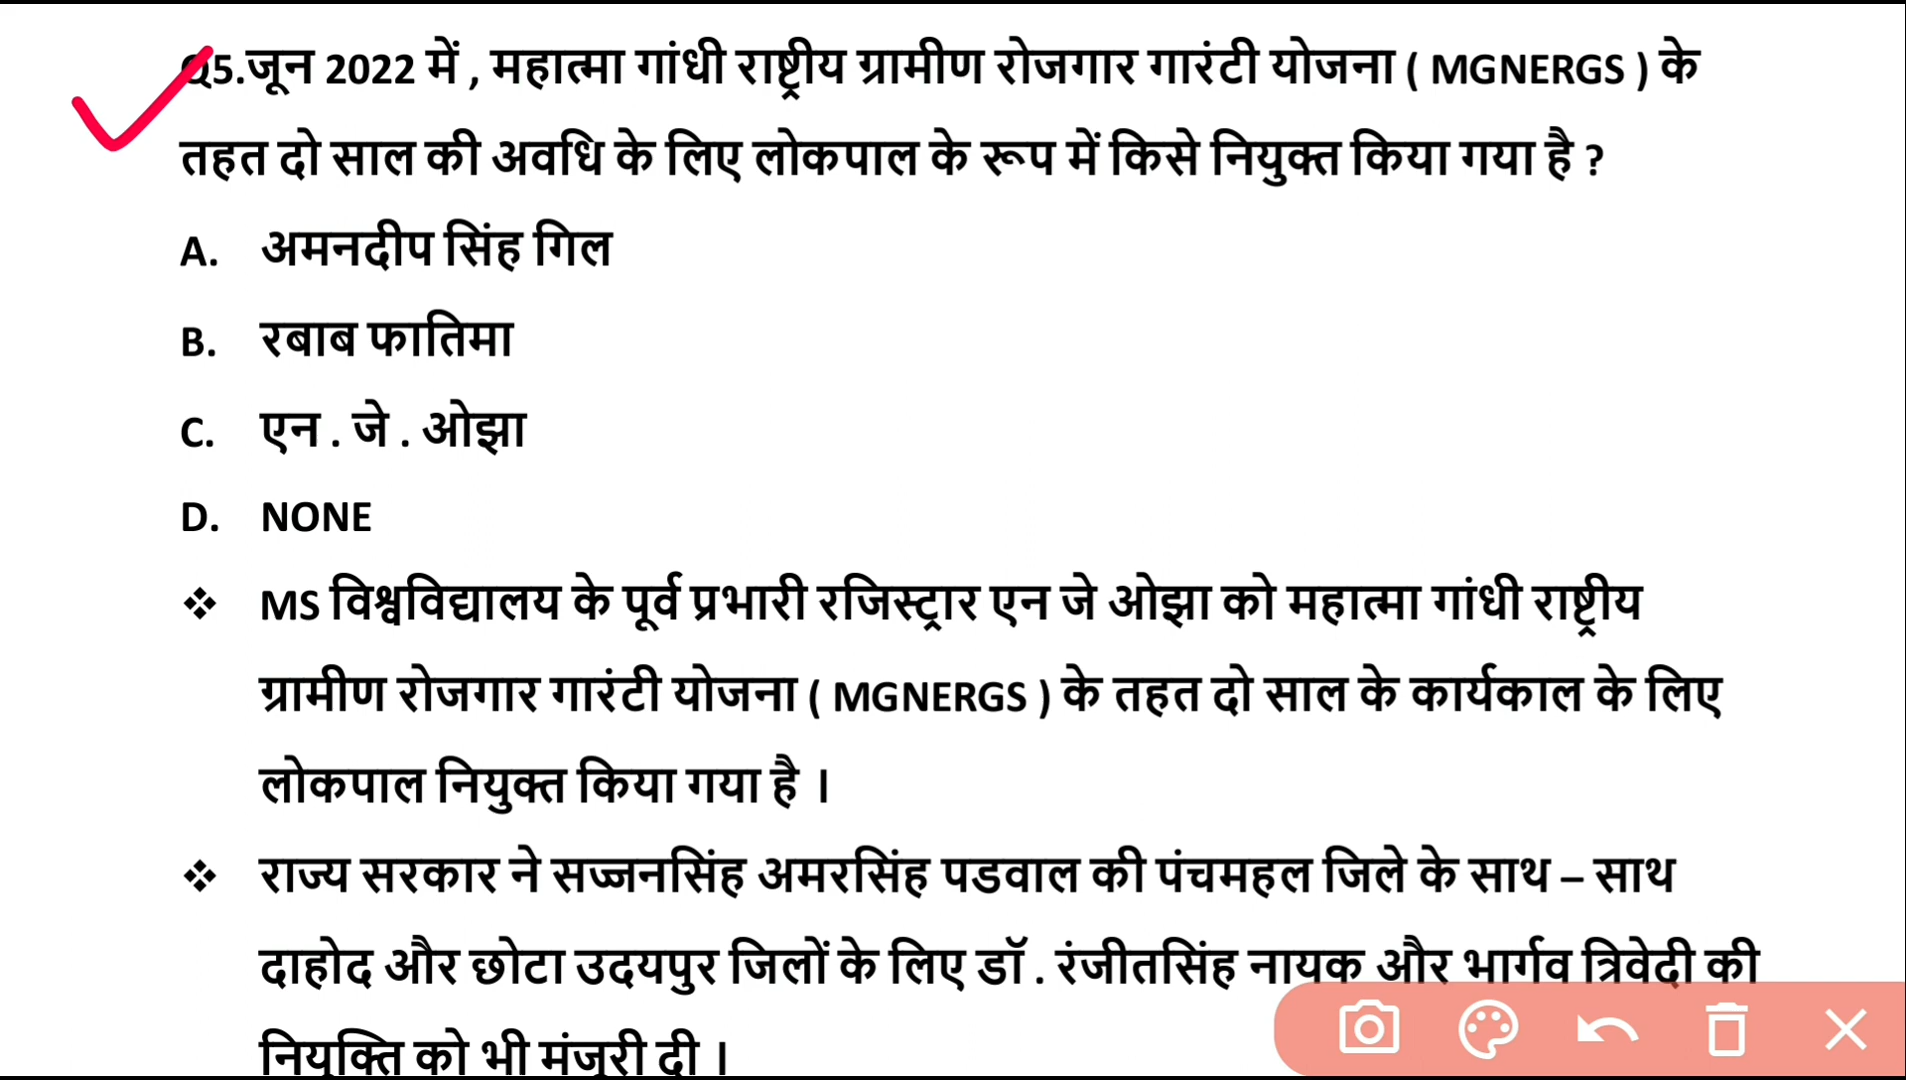 Q5.जून 2022 में , महात्मा गांधी राष्ट्रीय ग्रामीण रोजगार गारंटी योजना ( MGNERGS ) के
तहत दो साल की अवधि के लिए लोकपाल के रूप में किसे नियुक्त किया गया है ?
A. अमनदीप सिंह गिल
B. रबाब फातिमा
C. एन . जे . ओझा
D. NONE
❖ MS विश्वविद्यालय के पूर्व प्रभारी रजिस्ट्रार एन जे ओझा को महात्मा गांधी राष्ट्रीय
ग्रामीण रोजगार गारंटी योजना ( MGNERGS ) के तहत दो साल के कार्यकाल के लिए
लोकपाल नियुक्त किया गया है ।
❖ राज्य सरकार ने सज्जनसिंह अमरसिंह पडवाल की पंचमहल जिले के साथ – साथ
दाहोद और छोटा उदयपुर जिलों के लिए डॉ . रंजीतसिंह नायक और भार्गव त्रिवेदी की
नियुक्ति को भी मंजूरी दी ।